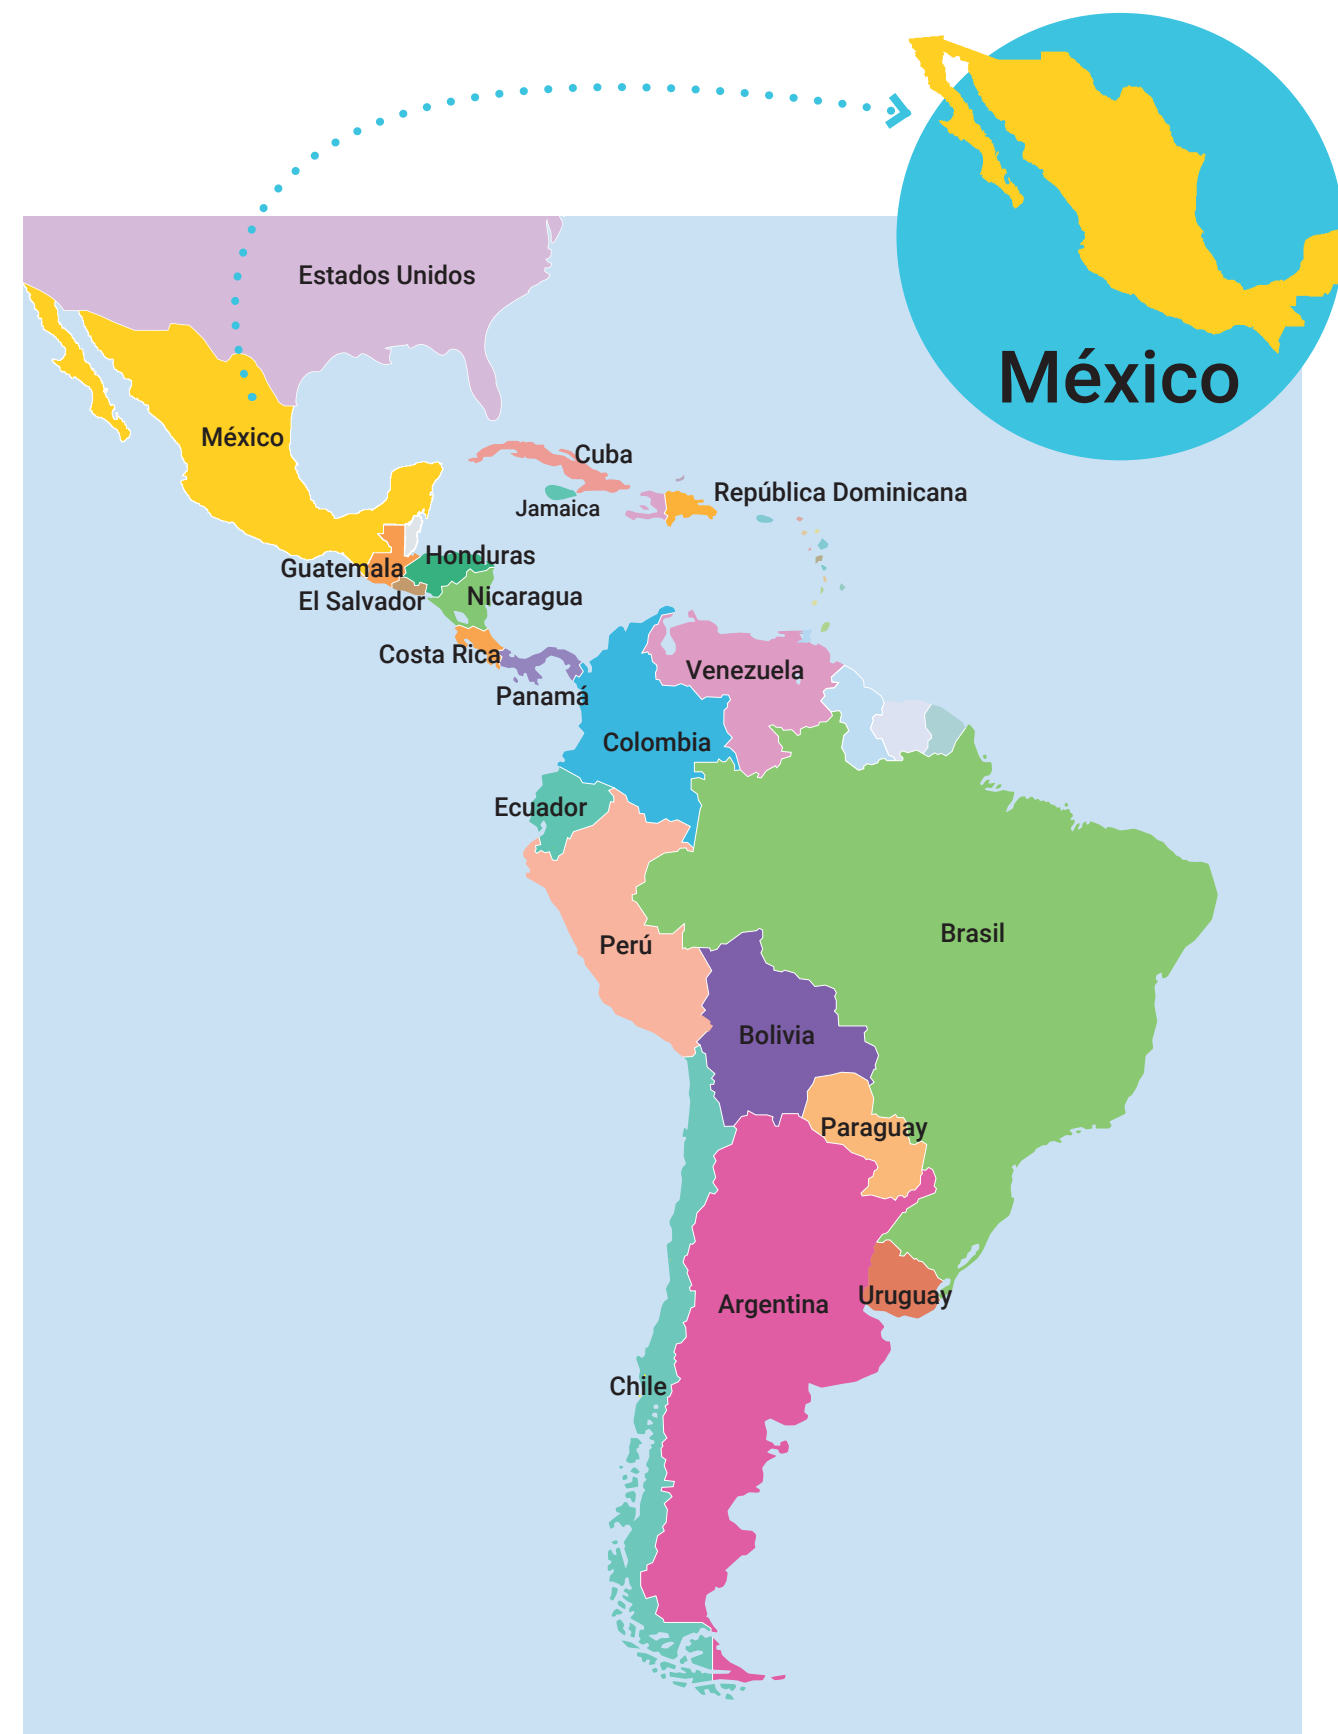 Estados Unidos
México
México
Cuba
República Dominicana
Jamaica
Honduras
Guatemala
Nicaragua
El Salvador
Costa Rica
Venezuela
Panamá
Colombia
Ecuador
Brasil
Perú
Bolivia
Paraguay
Uruguay
Argentina
Chile